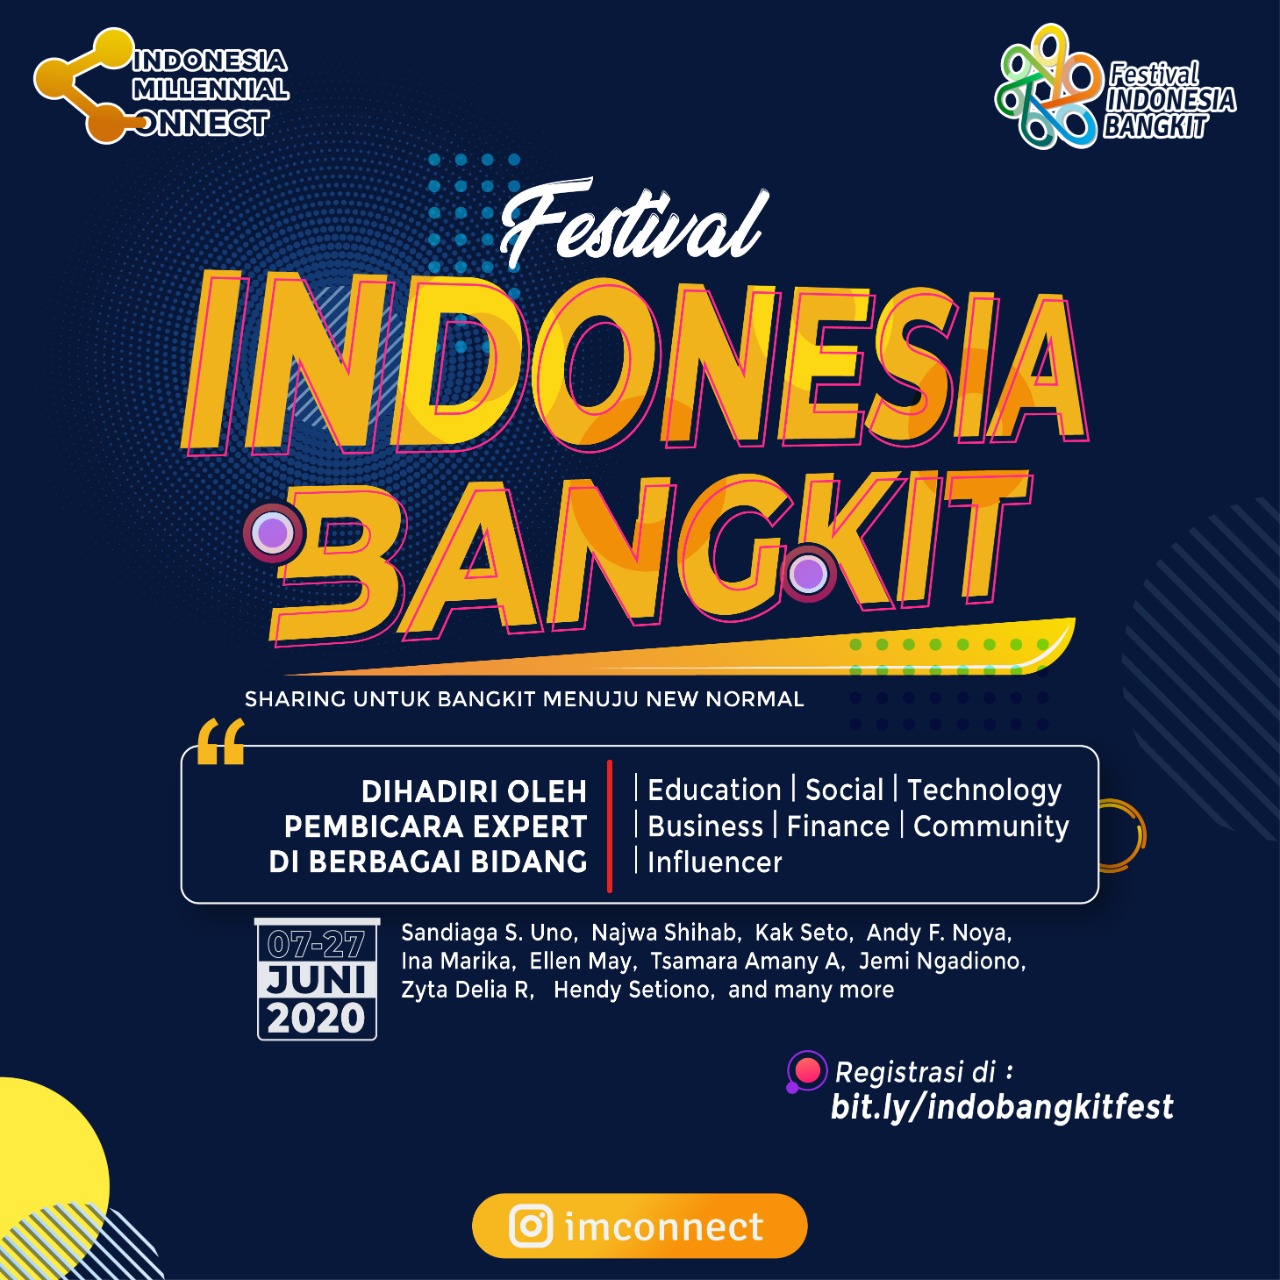 INDONESIA
MILLENNIAL
CONNECT
Festival
INDONESIA
BANGKIT
Festival
INDONESIA
BANGKIT
SHARING UNTUK BANGKIT MENUJU NEW NORMAL
“
DIHADIRI OLEH
PEMBICARA EXPERT
DI BERBAGAI BIDANG
| Education | Social | Technology
| Business | Finance | Community
| Influencer
07-27
JUNI
2020
Sandiaga S. Uno, Najwa Shihab, Kak Seto, Andy F. Noya,
Ina Marika, Ellen May, Tsamara Amany A, Jemi Ngadiono,
Zyta Delia R, Hendy Setiono, and many more
Registrasi di :
bit.ly/indobangkitfest
imconnect